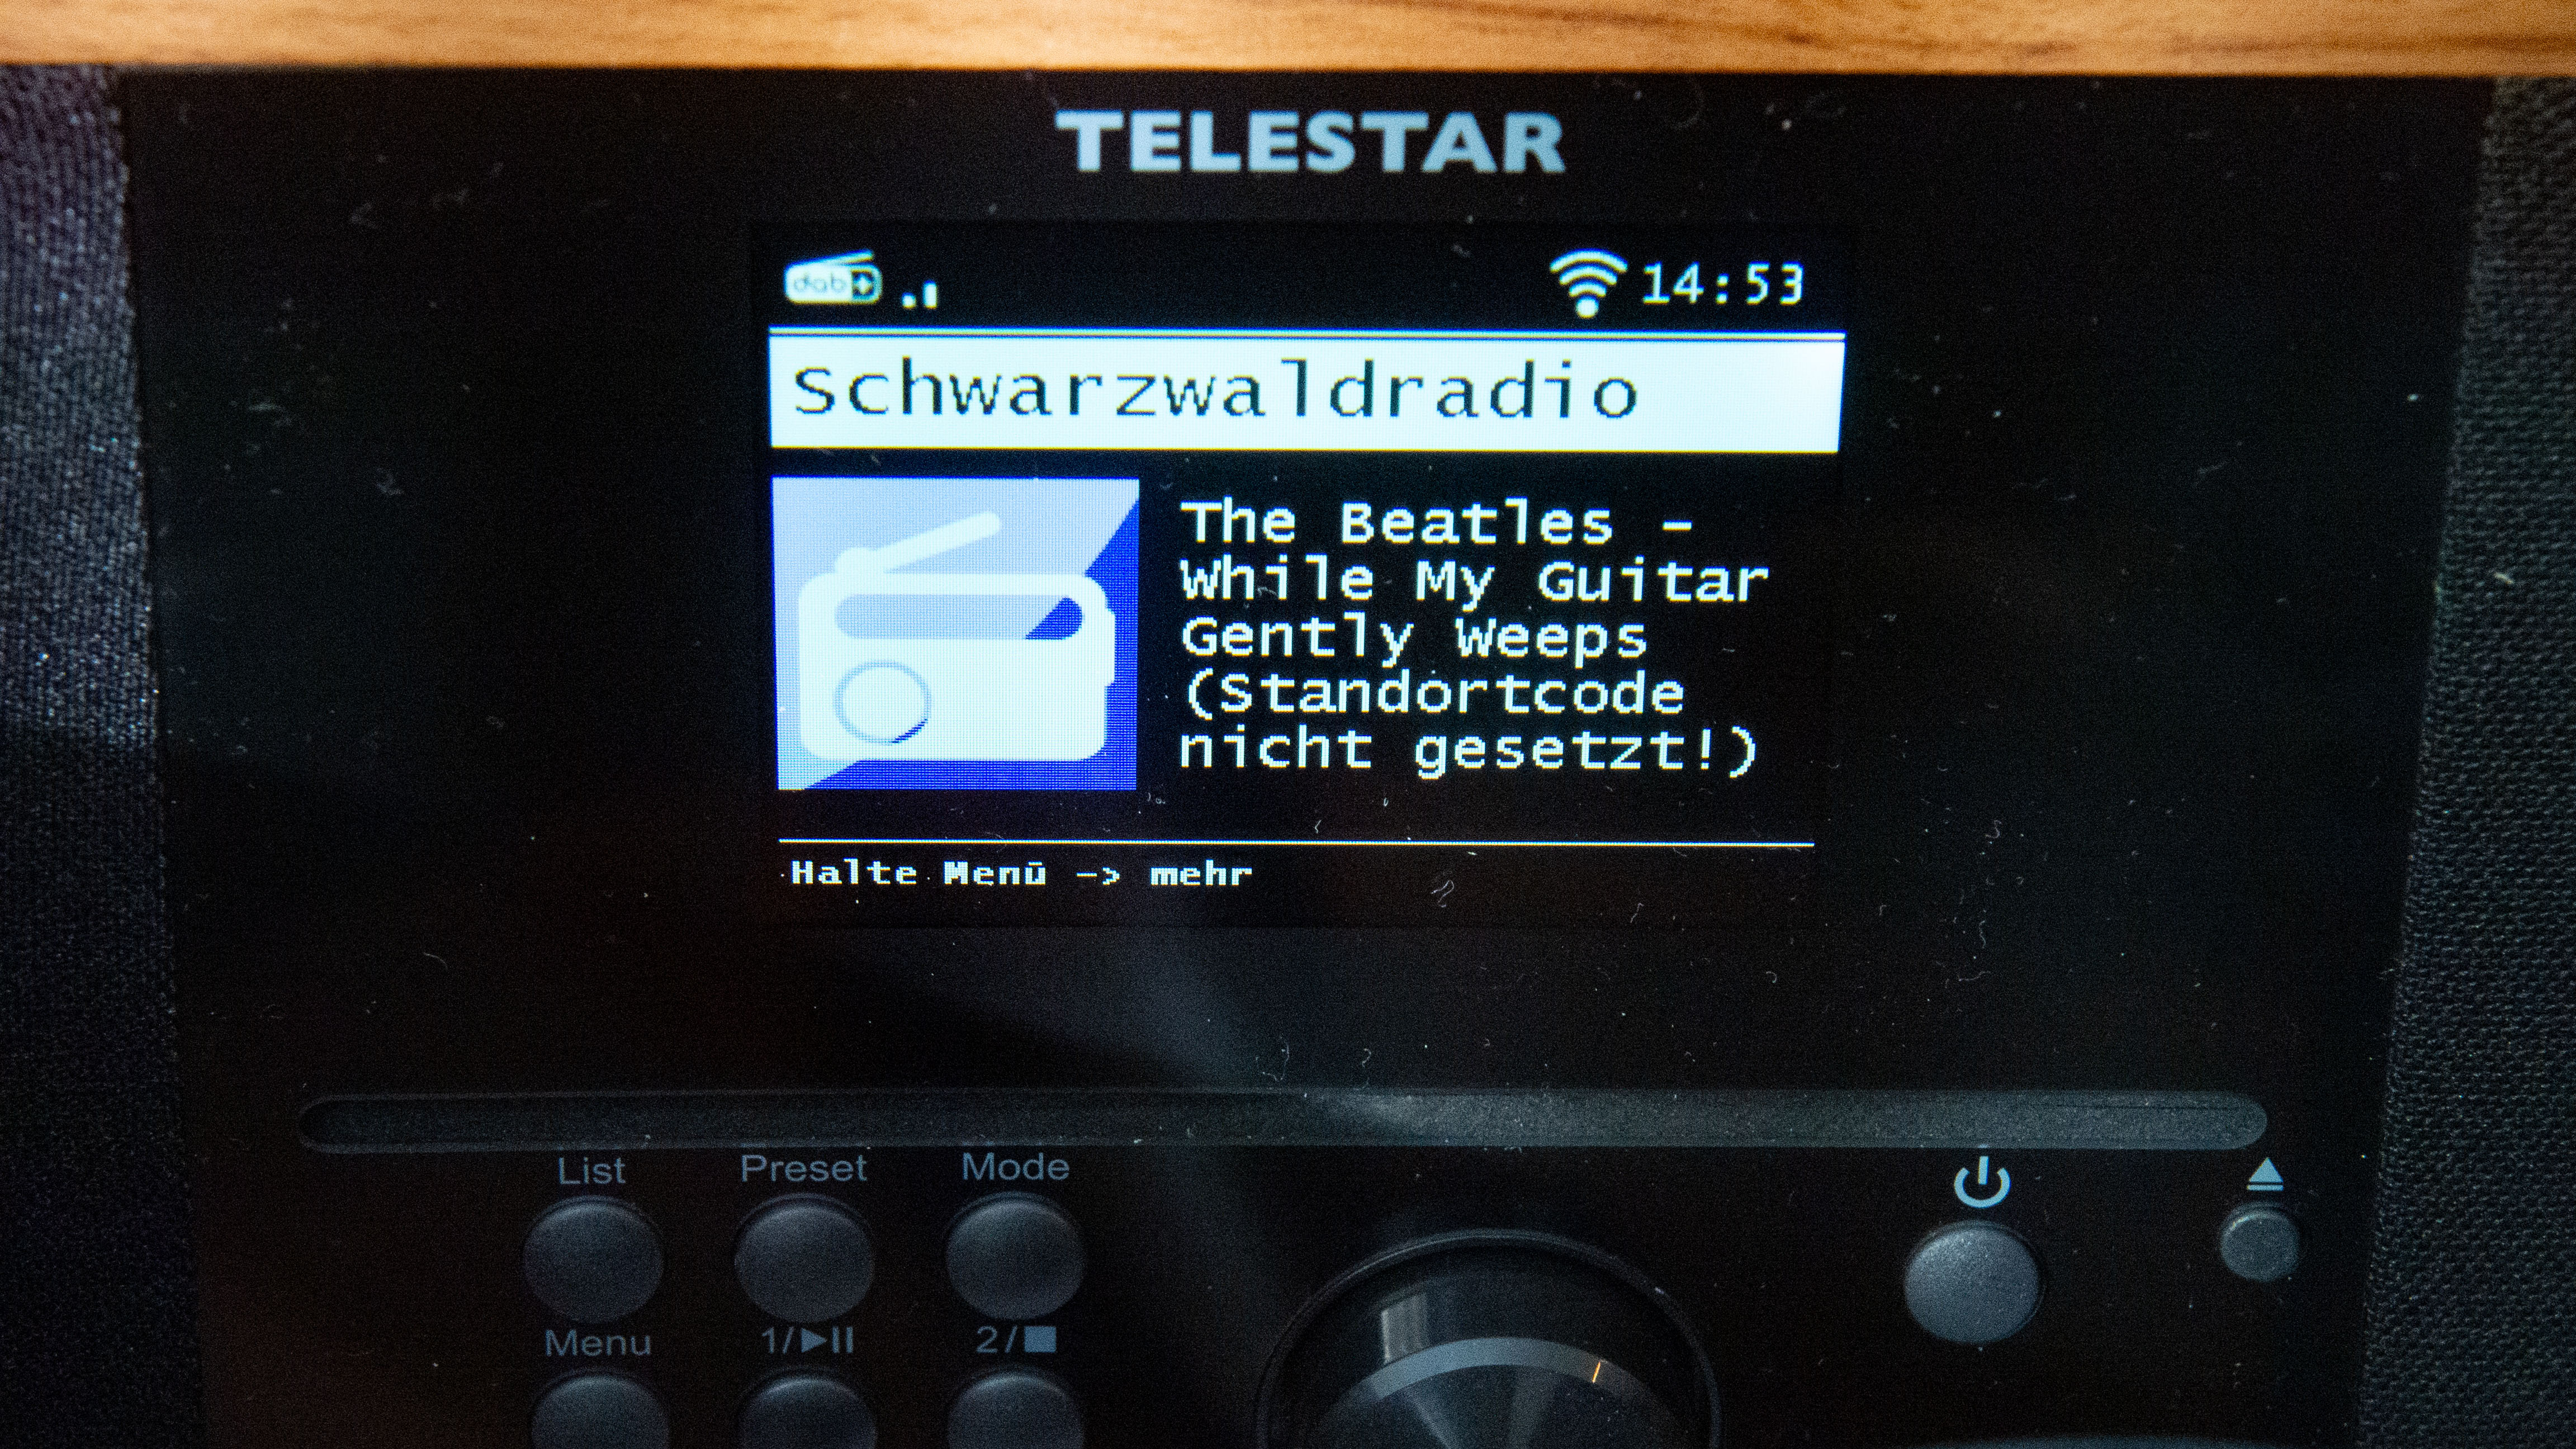 TELESTAR
dab+ 14:53
Schwarzwaldradio
The Beatles -
While My Guitar
Gently Weeps
(Standortcode
nicht gesetzt!)
Halte Menü -> mehr
List Preset Mode
Menu 1/▶II 2/■